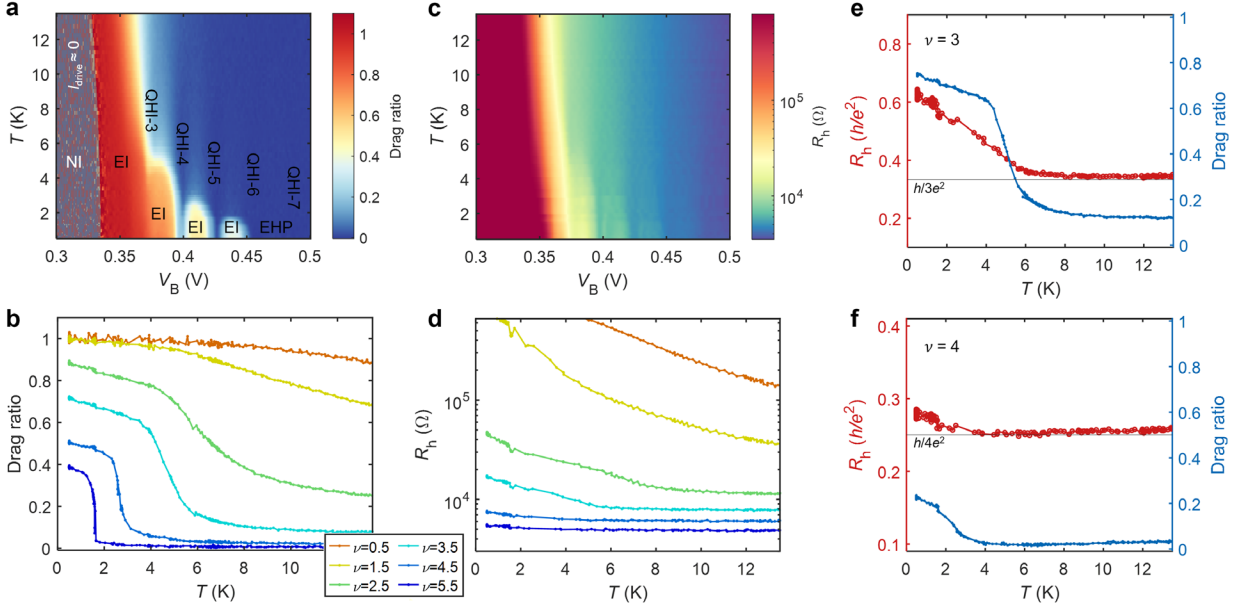 a
T (K)
12
10
8
6
4
2
0.3
0.35
0.4
0.45
0.5
V_B (V)
I_drive ≈ 0
NI
EI
QHI-3
QHI-4
QHI-5
QHI-6
QHI-7
EI
EI
EI
EHP
1
0.8
0.6
0.4
0.2
0
Drag ratio
c
T (K)
12
10
8
6
4
2
0.3
0.35
0.4
0.45
0.5
V_B (V)
10^5
10^4
R_h (Ω)
e
ν = 3
R_h (h/e²)
0.8
0.6
0.4
0.2
h/3e²
0
2
4
6
8
10
12
T (K)
1
0.8
0.6
0.4
0.2
0
Drag ratio
b
Drag ratio
1
0.8
0.6
0.4
0.2
0
0
2
4
6
8
10
T (K)
ν=0.5
ν=1.5
ν=2.5
ν=3.5
ν=4.5
ν=5.5
d
R_h (Ω)
10^5
10^4
2
4
6
8
10
12
T (K)
f
ν = 4
R_h (h/e²)
0.4
0.3
0.2
0.1
h/4e²
0
2
4
6
8
10
12
T (K)
1
0.8
0.6
0.4
0.2
0
Drag ratio